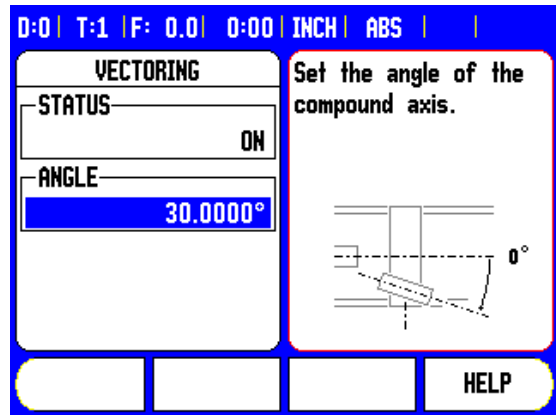 D:0 | T:1 | F: 0.0 | 0:00 | INCH | ABS | |
VECTORING
STATUS
ON
ANGLE
30.0000°
Set the angle of the
compound axis.
0°
HELP